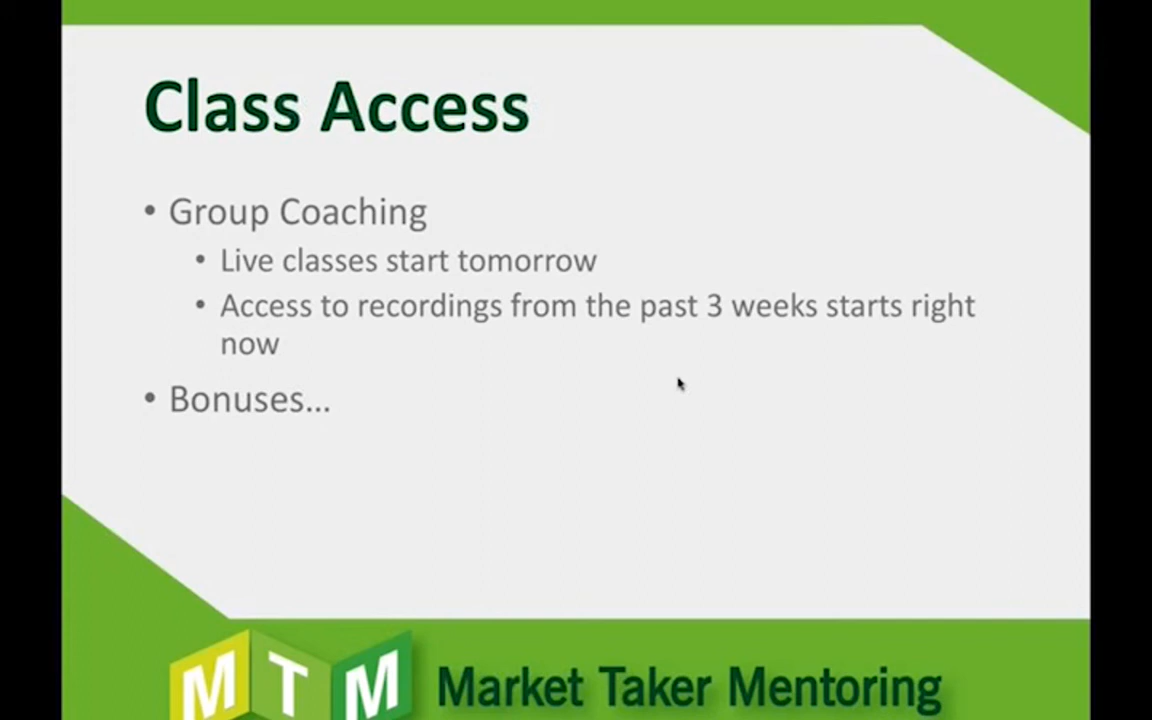 Class Access
• Group Coaching
• Live classes start tomorrow
• Access to recordings from the past 3 weeks starts right
now
• Bonuses...
MTM Market Taker Mentoring